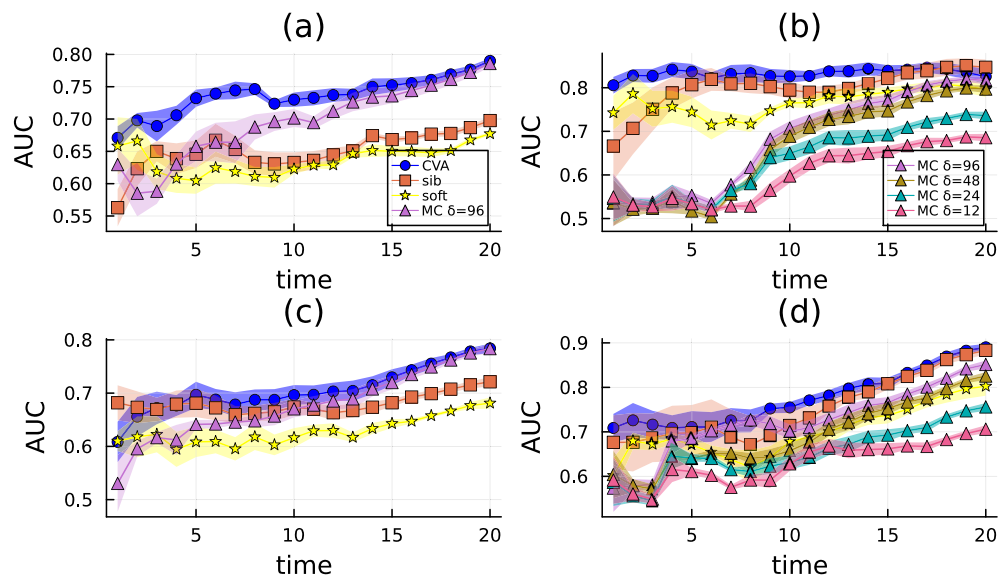 (a)
AUC
0.80
0.75
0.70
0.65
0.60
0.55
5
10
15
20
time
CVA
sib
soft
MC δ=96
(b)
AUC
0.8
0.7
0.6
0.5
5
10
15
20
time
MC δ=96
MC δ=48
MC δ=24
MC δ=12
(c)
AUC
0.8
0.7
0.6
0.5
5
10
15
20
time
(d)
AUC
0.9
0.8
0.7
0.6
5
10
15
20
time